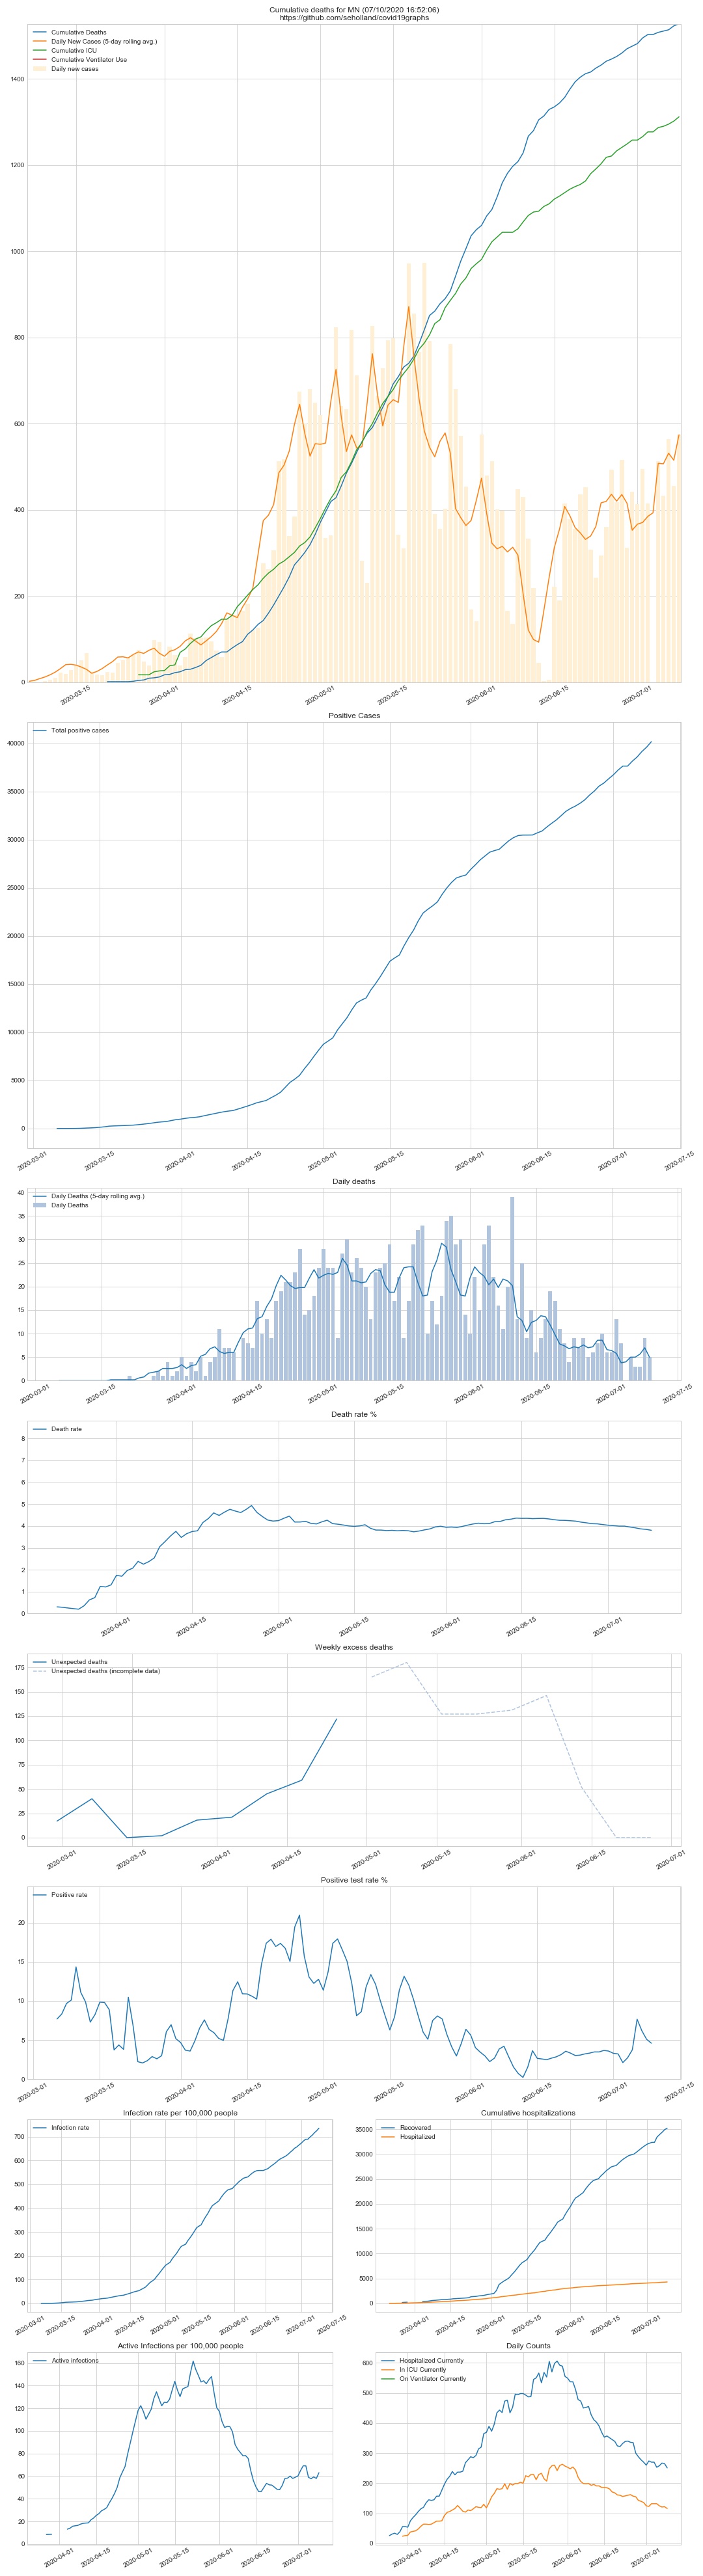 Cumulative deaths for MN (07/10/2020 16:52:06)
https://github.com/seholland/covid19graphs
Cumulative Deaths
Daily New Cases (5-day rolling avg.)
Cumulative ICU
Cumulative Ventilator Use
Daily new cases
1400
1200
1000
800
600
400
200
0
2020-03-15 2020-04-01 2020-04-15 2020-05-01 2020-05-15 2020-06-01 2020-06-15 2020-07-01
Positive Cases
Total positive cases
40000
35000
30000
25000
20000
15000
10000
5000
0
2020-03-01 2020-03-15 2020-04-01 2020-04-15 2020-05-01 2020-05-15 2020-06-01 2020-06-15 2020-07-01 2020-07-15
Daily deaths
Daily Deaths (5-day rolling avg.)
Daily Deaths
40
35
30
25
20
15
10
5
0
2020-03-01 2020-03-15 2020-04-01 2020-04-15 2020-05-01 2020-05-15 2020-06-01 2020-06-15 2020-07-01 2020-07-15
Death rate %
Death rate
8
7
6
5
4
3
2
1
0
2020-04-01 2020-04-15 2020-05-01 2020-05-15 2020-06-01 2020-06-15 2020-07-01
Weekly excess deaths
Unexpected deaths
Unexpected deaths (incomplete data)
175
150
125
100
75
50
25
0
2020-03-01 2020-03-15 2020-04-01 2020-04-15 2020-05-01 2020-05-15 2020-06-01 2020-06-15 2020-07-01
Positive test rate %
Positive rate
20
15
10
5
0
2020-03-01 2020-03-15 2020-04-01 2020-04-15 2020-05-01 2020-05-15 2020-06-01 2020-06-15 2020-07-01 2020-07-15
Infection rate per 100,000 people
Infection rate
700
600
500
400
300
200
100
0
2020-03-01 2020-03-15 2020-04-01 2020-04-15 2020-05-01 2020-05-15 2020-06-01 2020-06-15 2020-07-01 2020-07-15
Cumulative hospitalizations
Recovered
Hospitalized
35000
30000
25000
20000
15000
10000
5000
0
2020-04-01 2020-04-15 2020-05-01 2020-05-15 2020-06-01 2020-06-15 2020-07-01
Active Infections per 100,000 people
Active infections
160
140
120
100
80
60
40
20
0
2020-04-01 2020-04-15 2020-05-01 2020-05-15 2020-06-01 2020-06-15 2020-07-01
Daily Counts
Hospitalized Currently
In ICU Currently
On Ventilator Currently
600
500
400
300
200
100
0
2020-04-01 2020-04-15 2020-05-01 2020-05-15 2020-06-01 2020-06-15 2020-07-01